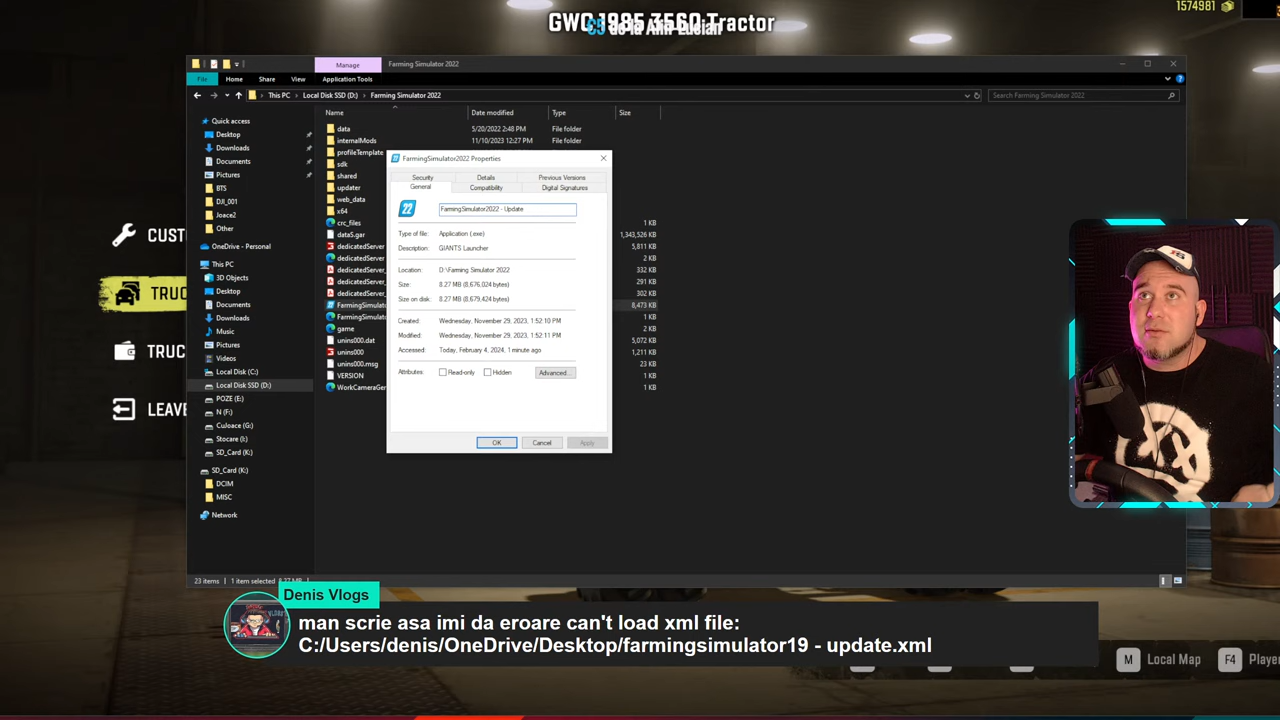 1574981
GWC 1985 3560 Tractor
Manage
Farming Simulator 2022
File
Home
Share
View
Application Tools
This PC
Local Disk SSD (D:)
Farming Simulator 2022
Search Farming Simulator 2022
Name
Date modified
Type
Size
Quick access
Desktop
Downloads
Documents
Pictures
BTS
DJI_001
Joace2
Other
OneDrive - Personal
This PC
3D Objects
Desktop
Documents
Downloads
Music
Pictures
Videos
Local Disk (C:)
Local Disk SSD (D:)
POZE (E:)
N (F:)
CuJoace (G:)
Stocare (I:)
SD_Card (K:)
SD_Card (K:)
DCIM
MISC
Network
data 5/20/2022 2:48 PM File folder
internalMods 11/10/2023 12:27 PM File folder
profileTemplate
sdk
shared
updater
web_data
x64
crc_files 1 KB
dataS.gar 1,343,526 KB
dedicatedServer 5,811 KB
dedicatedServer 2 KB
dedicatedServer_ 332 KB
dedicatedServer_ 291 KB
dedicatedServer_ 302 KB
FarmingSimulato 8,473 KB
FarmingSimulato 1 KB
game 2 KB
unins000.dat 5,072 KB
unins000 1,211 KB
unins000.msg 23 KB
VERSION 1 KB
WorkCameraGer 1 KB
FarmingSimulator2022 Properties
Security
Details
Previous Versions
General
Compatibility
Digital Signatures
22
FarmingSimulator2022 - Update
Type of file: Application (.exe)
Description: GIANTS Launcher
Location: D:\Farming Simulator 2022
Size: 8.27 MB (8,676,024 bytes)
Size on disk: 8.27 MB (8,679,424 bytes)
Created: Wednesday, November 29, 2023, 1:52:10 PM
Modified: Wednesday, November 29, 2023, 1:52:11 PM
Accessed: Today, February 4, 2024, 1 minute ago
Attributes:
Read-only
Hidden
Advanced...
OK
Cancel
Apply
CUST
TRUC
TRUCK
LEAVE
23 items
1 item selected 8.27 MB
Denis Vlogs
man scrie asa imi da eroare can't load xml file:
C:/Users/denis/OneDrive/Desktop/farmingsimulator19 - update.xml
M
Local Map
F4
Player